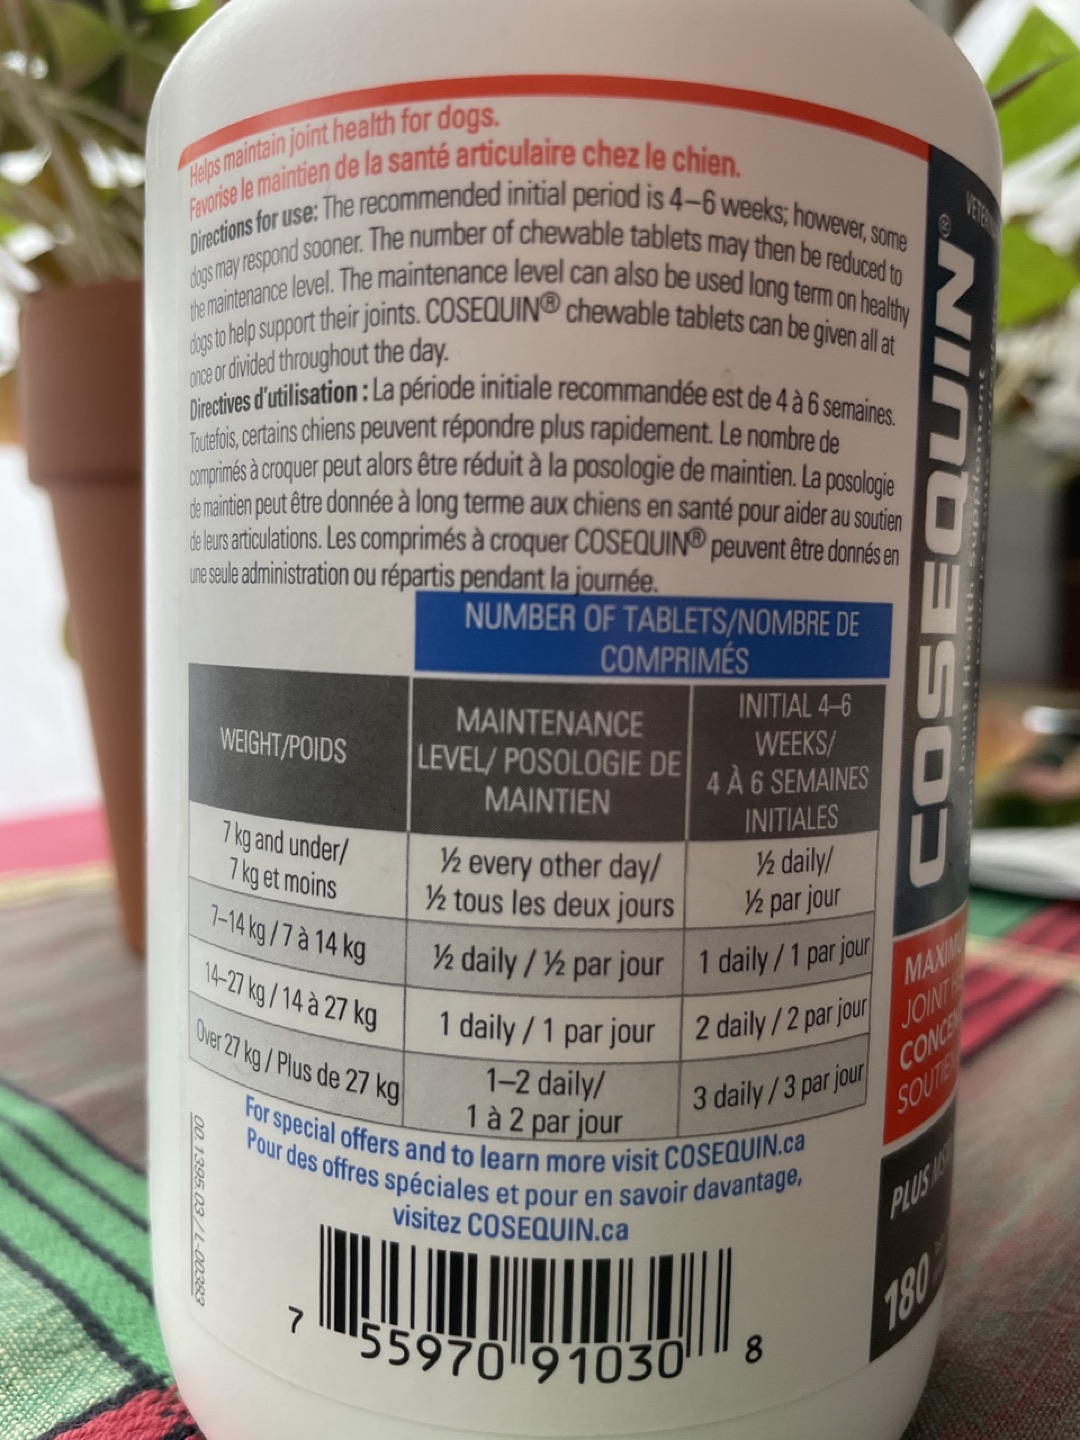 Helps maintain joint health for dogs.
Favorise le maintien de la santé articulaire chez le chien.
Directions for use: The recommended initial period is 4–6 weeks; however, some
dogs may respond sooner. The number of chewable tablets may then be reduced to
the maintenance level. The maintenance level can also be used long term on healthy
dogs to help support their joints. COSEQUIN® chewable tablets can be given all at
once or divided throughout the day.
Directives d'utilisation : La période initiale recommandée est de 4 à 6 semaines.
Toutefois, certains chiens peuvent répondre plus rapidement. Le nombre de
comprimés à croquer peut alors être réduit à la posologie de maintien. La posologie
de maintien peut être donnée à long terme aux chiens en santé pour aider au soutien
de leurs articulations. Les comprimés à croquer COSEQUIN® peuvent être donnés en
une seule administration ou répartis pendant la journée.
NUMBER OF TABLETS/NOMBRE DE
COMPRIMÉS
WEIGHT/POIDS
MAINTENANCE
LEVEL/ POSOLOGIE DE
MAINTIEN
INITIAL 4–6
WEEKS/
4 À 6 SEMAINES
INITIALES
7 kg and under/
7 kg et moins
½ every other day/
½ tous les deux jours
½ daily/
½ par jour
7–14 kg / 7 à 14 kg
½ daily / ½ par jour
1 daily / 1 par jour
14–27 kg / 14 à 27 kg
1 daily / 1 par jour
2 daily / 2 par jour
Over 27 kg / Plus de 27 kg
1–2 daily/
1 à 2 par jour
3 daily / 3 par jour
For special offers and to learn more visit COSEQUIN.ca
Pour des offres spéciales et pour en savoir davantage,
visitez COSEQUIN.ca
00.1395.03 / L-00383
7 55970 91030 8
COSEQUIN®
Joint Health Supplement
JOINT
PLUS MSM
180